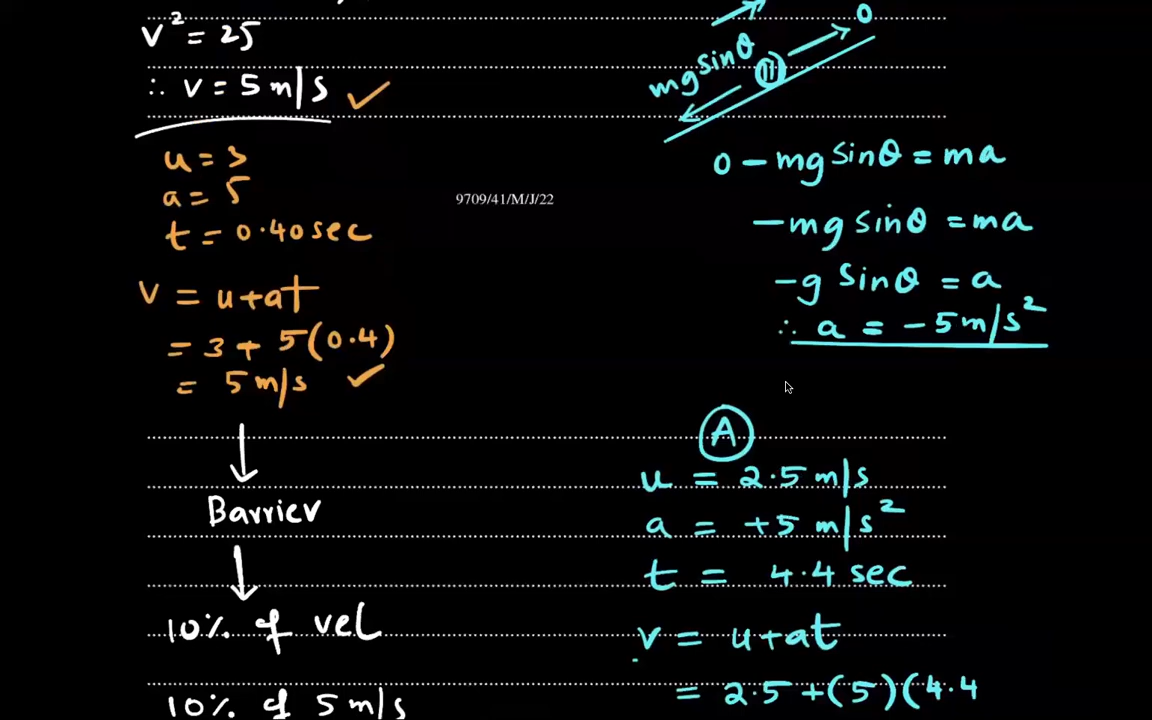 v² = 25
∴ v = 5 m/s ✓
u = 3
a = 5
t = 0.40 sec
v = u+at
= 3 + 5(0.4)
= 5 m/s ✓
↓
Barrier
↓
10% of vel
10% of 5 m/s
9709/41/M/J/22
0
mg sinθ
11
0 - mg sinθ = ma
- mg sinθ = ma
- g sinθ = a
∴ a = - 5 m/s²
A
u = 2.5 m/s
a = +5 m/s²
t = 4.4 sec
v = u+at
= 2.5 +(5)(4.4